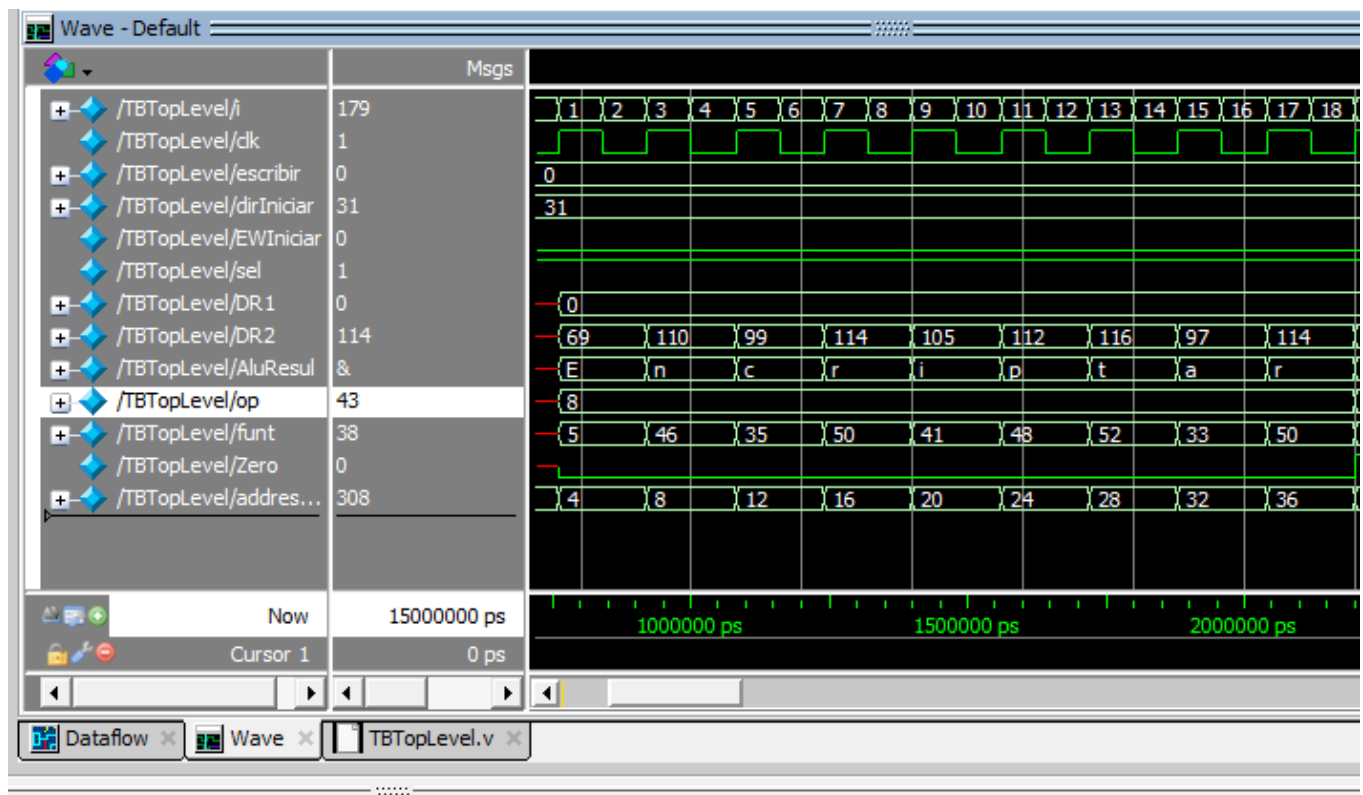 Wave - Default
Msgs
/TBTopLevel/i 179 1 2 3 4 5 6 7 8 9 10 11 12 13 14 15 16 17 18
/TBTopLevel/clk 1
/TBTopLevel/escribir 0 0
/TBTopLevel/dirIniciar 31 31
/TBTopLevel/EWIniciar 0
/TBTopLevel/sel 1
/TBTopLevel/DR1 0 0
/TBTopLevel/DR2 114 69 110 99 114 105 112 116 97 114
/TBTopLevel/AluResul & E n c r i p t a r
/TBTopLevel/op 43 8
/TBTopLevel/funt 38 5 46 35 50 41 48 52 33 50
/TBTopLevel/Zero 0
/TBTopLevel/addres... 308 4 8 12 16 20 24 28 32 36
Now 15000000 ps 1000000 ps 1500000 ps 2000000 ps
Cursor 1 0 ps
Dataflow Wave TBTopLevel.v